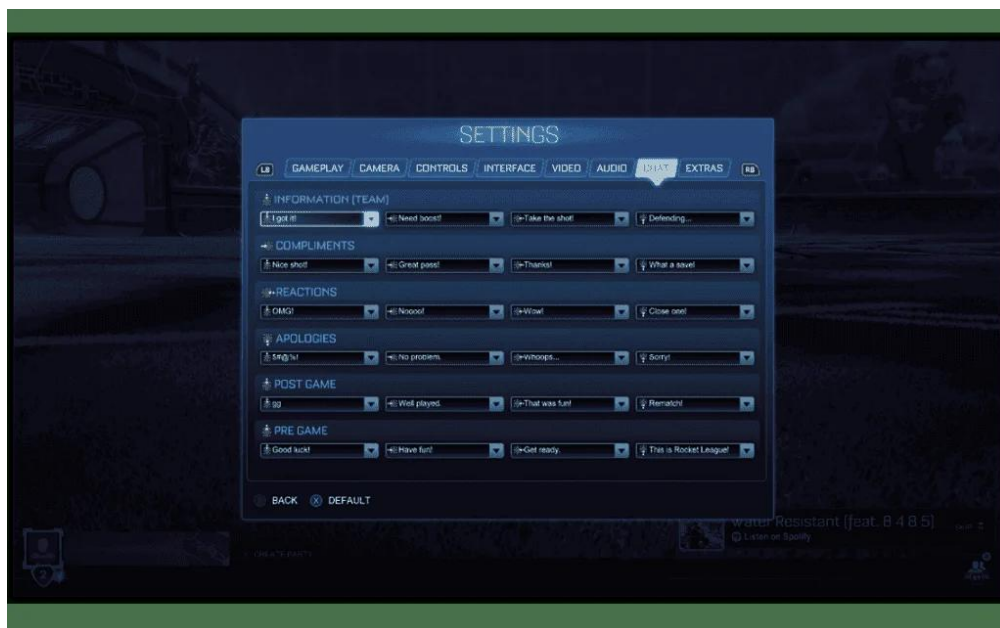 SETTINGS
LB GAMEPLAY CAMERA CONTROLS INTERFACE VIDEO AUDIO CHAT EXTRAS RB
INFORMATION (TEAM)
I got it! Need boost! Take the shot! Defending...
COMPLIMENTS
Nice shot! Great pass! Thanks! What a save!
REACTIONS
OMG! Noooo! Wow! Close one!
APOLOGIES
$#@%! No problem. Whoops... Sorry!
POST GAME
gg Well played. That was fun! Rematch!
PRE GAME
Good luck! Have fun! Get ready. This is Rocket League!
BACK X DEFAULT
Water Resistant [feat. 8 4 8 5]
Listen on Spotify
CREATE PARTY
2